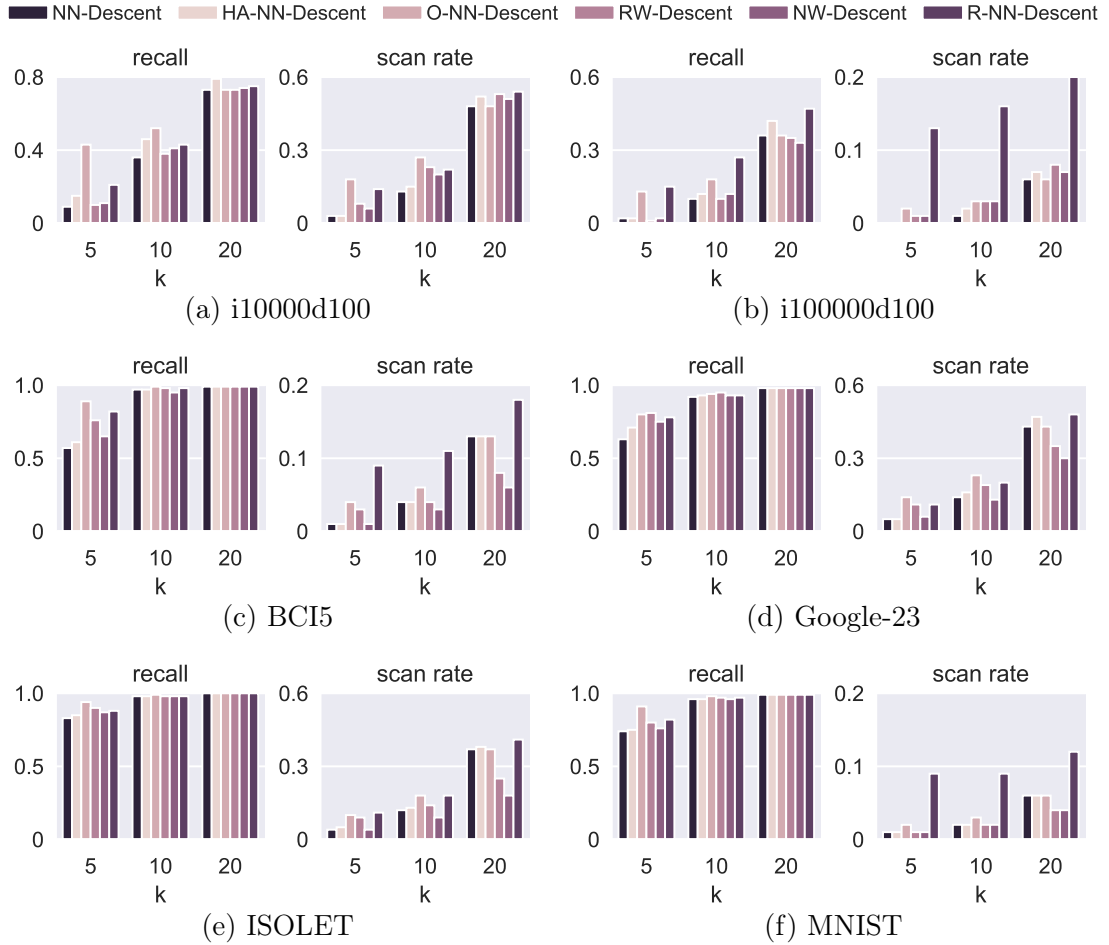 NN-Descent HA-NN-Descent O-NN-Descent RW-Descent NW-Descent R-NN-Descent
recall scan rate recall scan rate
0.8 0.6 0.6 0.2
0.4 0.3 0.3 0.1
0 0 0 0
5 10 20 5 10 20 5 10 20 5 10 20
k k k k
(a) i10000d100 (b) i100000d100
recall scan rate recall scan rate
1.0 0.2 1.0 0.6
0.5 0.1 0.5 0.3
0 0 0 0
5 10 20 5 10 20 5 10 20 5 10 20
k k k k
(c) BCI5 (d) Google-23
recall scan rate recall scan rate
1.0 0.6 1.0 0.2
0.5 0.3 0.5 0.1
0 0 0 0
5 10 20 5 10 20 5 10 20 5 10 20
k k k k
(e) ISOLET (f) MNIST